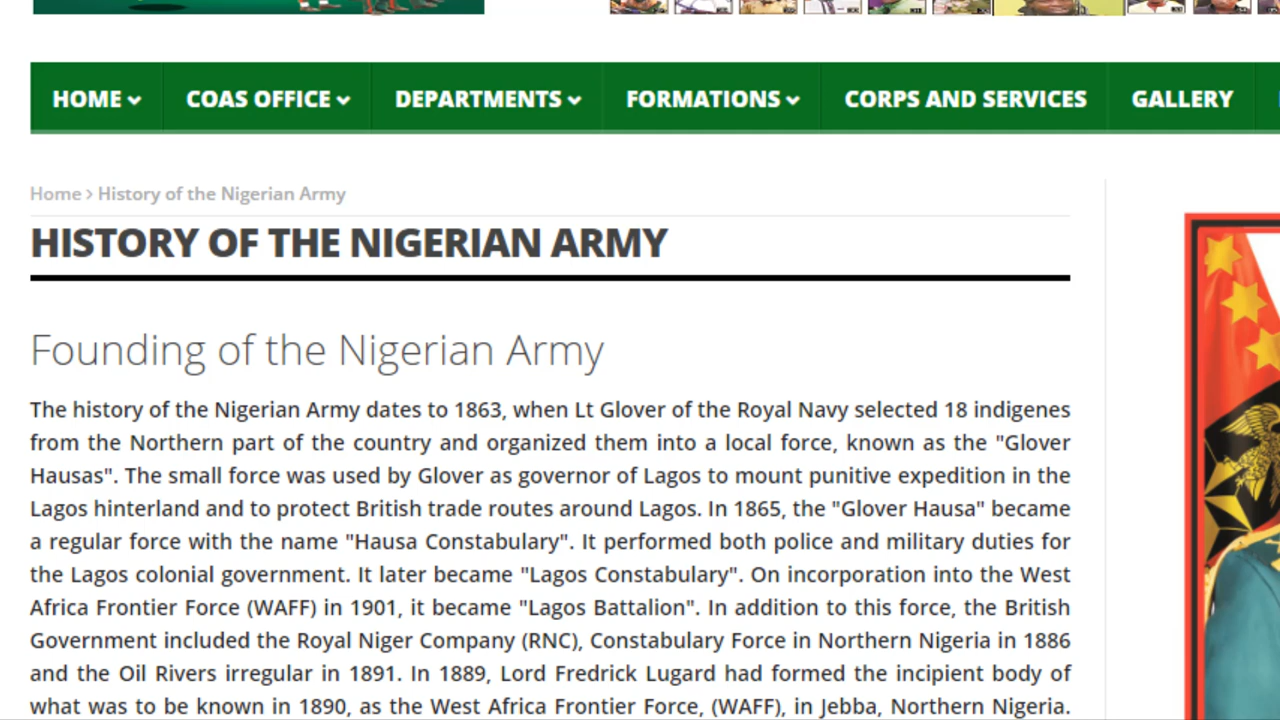 HOME
COAS OFFICE
DEPARTMENTS
FORMATIONS
CORPS AND SERVICES
GALLERY
Home > History of the Nigerian Army
HISTORY OF THE NIGERIAN ARMY
Founding of the Nigerian Army
The history of the Nigerian Army dates to 1863, when Lt Glover of the Royal Navy selected 18 indigenes
from the Northern part of the country and organized them into a local force, known as the "Glover
Hausas". The small force was used by Glover as governor of Lagos to mount punitive expedition in the
Lagos hinterland and to protect British trade routes around Lagos. In 1865, the "Glover Hausa" became
a regular force with the name "Hausa Constabulary". It performed both police and military duties for
the Lagos colonial government. It later became "Lagos Constabulary". On incorporation into the West
Africa Frontier Force (WAFF) in 1901, it became "Lagos Battalion". In addition to this force, the British
Government included the Royal Niger Company (RNC), Constabulary Force in Northern Nigeria in 1886
and the Oil Rivers irregular in 1891. In 1889, Lord Fredrick Lugard had formed the incipient body of
what was to be known in 1890, as the West Africa Frontier Force, (WAFF), in Jebba, Northern Nigeria.